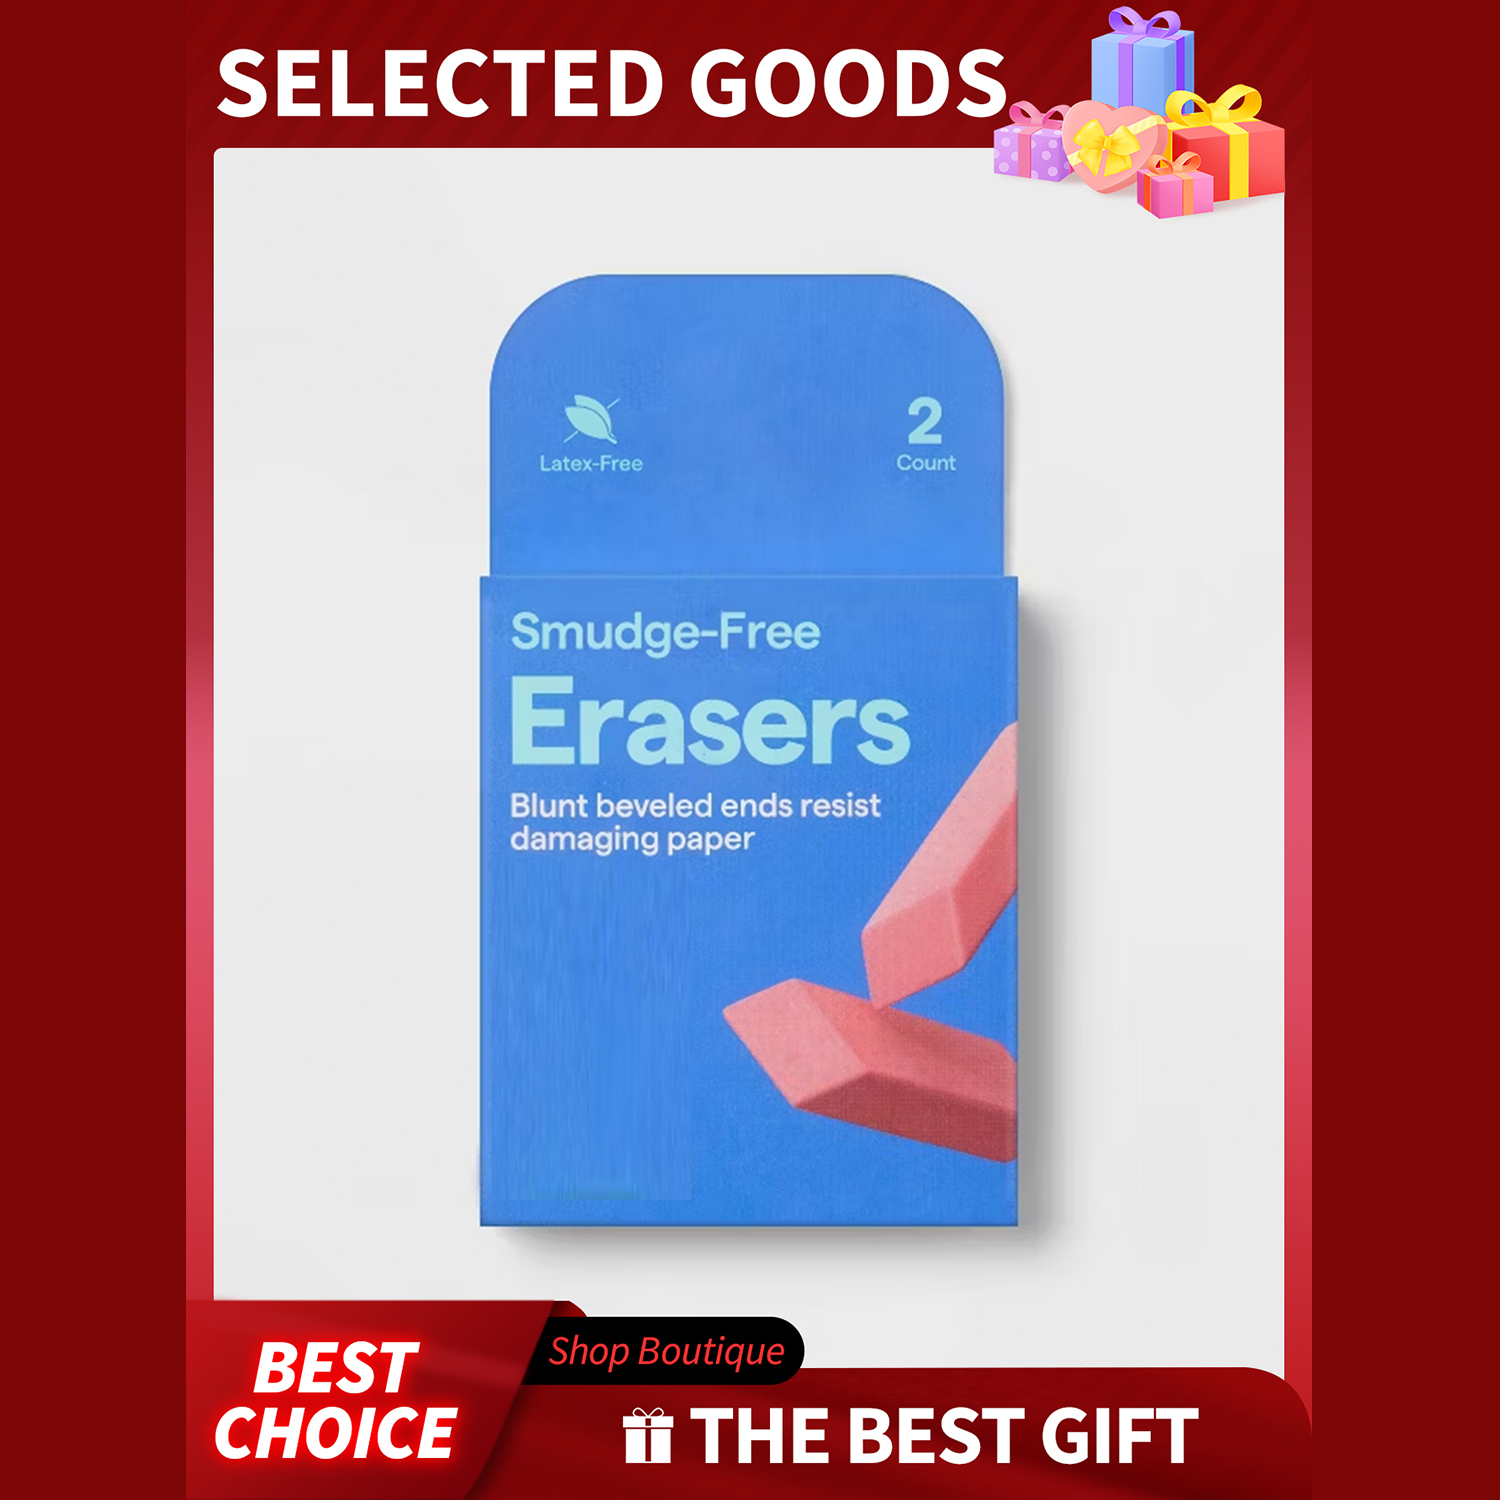 SELECTED GOODS
Latex-Free
2
Count
Smudge-Free
Erasers
Blunt beveled ends resist
damaging paper
BEST
CHOICE
Shop Boutique
THE BEST GIFT